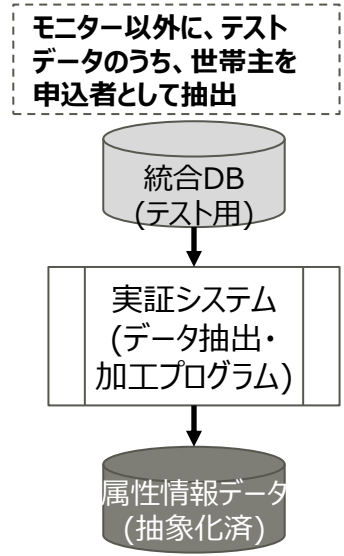 モニター以外に、テスト
データのうち、世帯主を
申込者として抽出
統合DB
(テスト用)
実証システム
(データ抽出・
加工プログラム)
属性情報データ
(抽象化済)